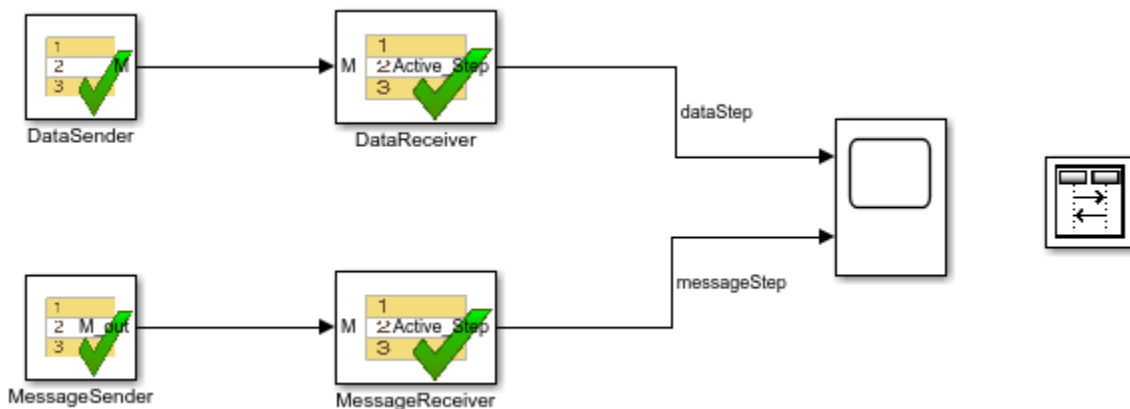 1
2 M
3
DataSender
1
M 2 Active_Step
3
DataReceiver
dataStep
1
2 M_out
3
MessageSender
1
M 2 Active_Step
3
MessageReceiver
messageStep